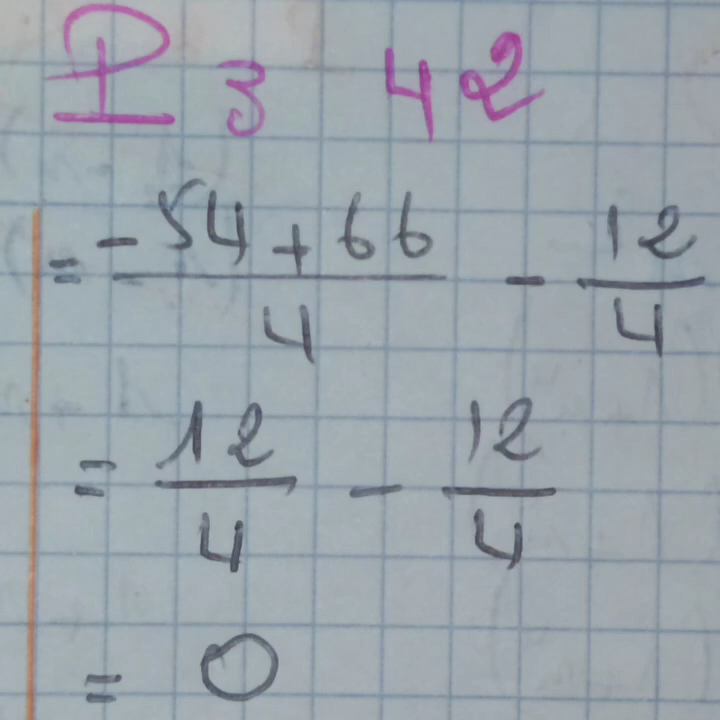 P 3 42
= (-54 + 66)/4 - 12/4
= 12/4 - 12/4
= 0